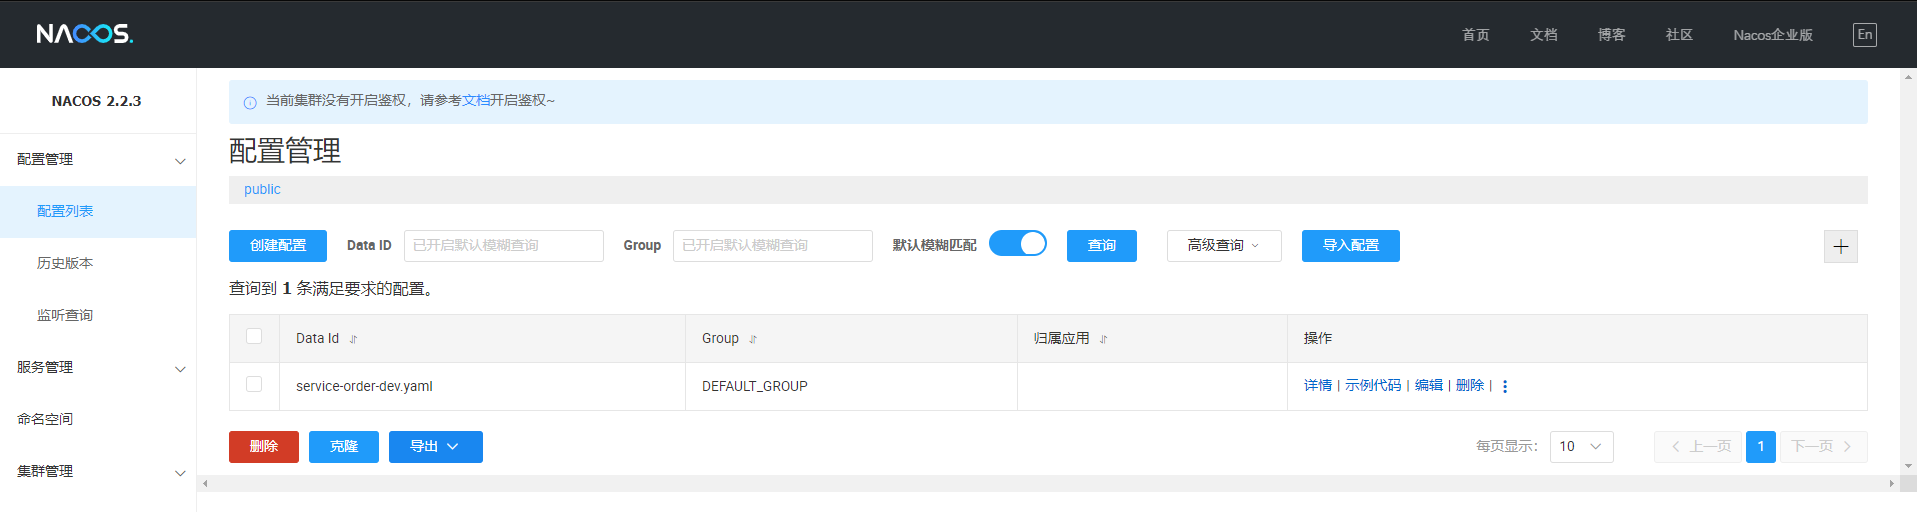 NACOS.
首页 文档 博客 社区 Nacos企业版 En
NACOS 2.2.3
当前集群没有开启鉴权，请参考文档开启鉴权~
配置管理
配置管理
public
配置列表
创建配置 Data ID 已开启默认模糊查询 Group 已开启默认模糊查询 默认模糊匹配 查询 高级查询 导入配置
历史版本
查询到 1 条满足要求的配置。
监听查询
Data Id Group 归属应用 操作
服务管理
service-order-dev.yaml DEFAULT_GROUP 详情 | 示例代码 | 编辑 | 删除 |
命名空间
删除 克隆 导出 每页显示： 10 上一页 1 下一页
集群管理